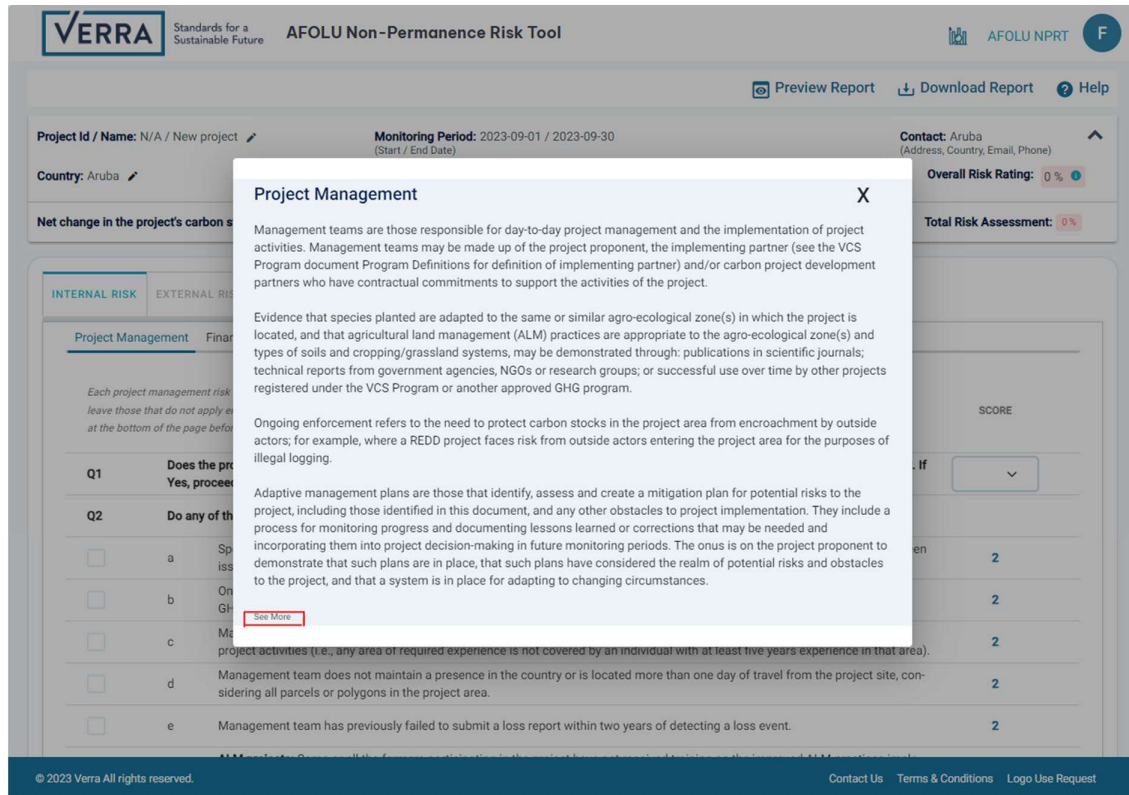 VERRA
Standards for a
Sustainable Future
AFOLU Non-Permanence Risk Tool
AFOLU NPRT
F
Preview Report
Download Report
Help
Project Id / Name: N/A / New project
Monitoring Period: 2023-09-01 / 2023-09-30
(Start / End Date)
Contact: Aruba
(Address, Country, Email, Phone)
Country: Aruba
Overall Risk Rating: 0 %
Net change in the project's carbon s
Total Risk Assessment: 0 %
Project Management
X
Management teams are those responsible for day-to-day project management and the implementation of project
activities. Management teams may be made up of the project proponent, the implementing partner (see the VCS
Program document Program Definitions for definition of implementing partner) and/or carbon project development
partners who have contractual commitments to support the activities of the project.
Evidence that species planted are adapted to the same or similar agro-ecological zone(s) in which the project is
located, and that agricultural land management (ALM) practices are appropriate to the agro-ecological zone(s) and
types of soils and cropping/grassland systems, may be demonstrated through: publications in scientific journals;
technical reports from government agencies, NGOs or research groups; or successful use over time by other projects
registered under the VCS Program or another approved GHG program.
Ongoing enforcement refers to the need to protect carbon stocks in the project area from encroachment by outside
actors; for example, where a REDD project faces risk from outside actors entering the project area for the purposes of
illegal logging.
Adaptive management plans are those that identify, assess and create a mitigation plan for potential risks to the
project, including those identified in this document, and any other obstacles to project implementation. They include a
process for monitoring progress and documenting lessons learned or corrections that may be needed and
incorporating them into project decision-making in future monitoring periods. The onus is on the project proponent to
demonstrate that such plans are in place, that such plans have considered the realm of potential risks and obstacles
to the project, and that a system is in place for adapting to changing circumstances.
See More
INTERNAL RISK
EXTERNAL RIS
Project Management
Finan
Each project management risk
leave those that do not apply e
at the bottom of the page befor
SCORE
Q1
Does the pro
. If
Yes, proceed
Q2
Do any of th
a
Sp
en
iss
2
b
On
GH
2
c
Ma
project activities (i.e., any area of required experience is not covered by an individual with at least five years experience in that area).
2
d
Management team does not maintain a presence in the country or is located more than one day of travel from the project site, con-
sidering all parcels or polygons in the project area.
2
e
Management team has previously failed to submit a loss report within two years of detecting a loss event.
2
© 2023 Verra All rights reserved.
Contact Us
Terms & Conditions
Logo Use Request